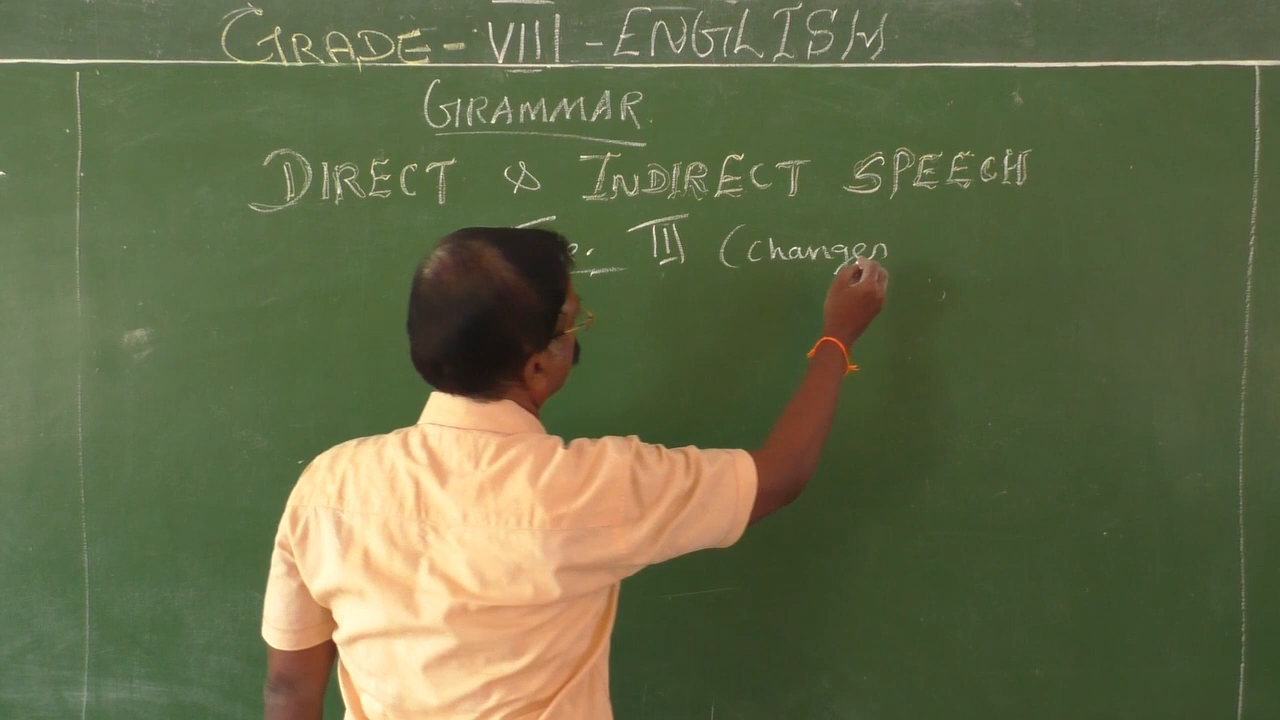 GRADE - VIII - ENGLISH
GRAMMAR
DIRECT & INDIRECT SPEECH
III (changes